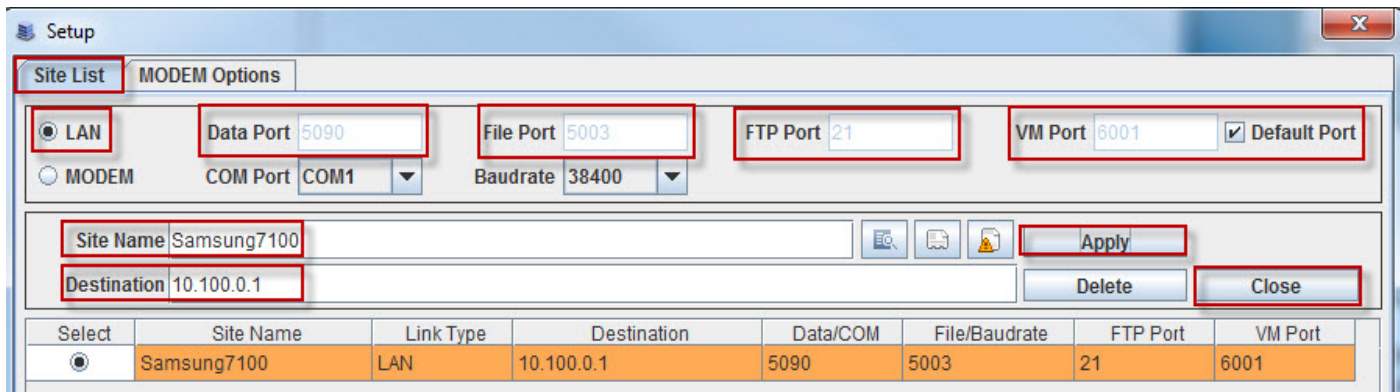 Setup
Site List MODEM Options
LAN Data Port 5090 File Port 5003 FTP Port 21 VM Port 6001 Default Port
MODEM COM Port COM1 Baudrate 38400
Site Name Samsung7100 Apply
Destination 10.100.0.1 Delete Close
Select Site Name Link Type Destination Data/COM File/Baudrate FTP Port VM Port
Samsung7100 LAN 10.100.0.1 5090 5003 21 6001